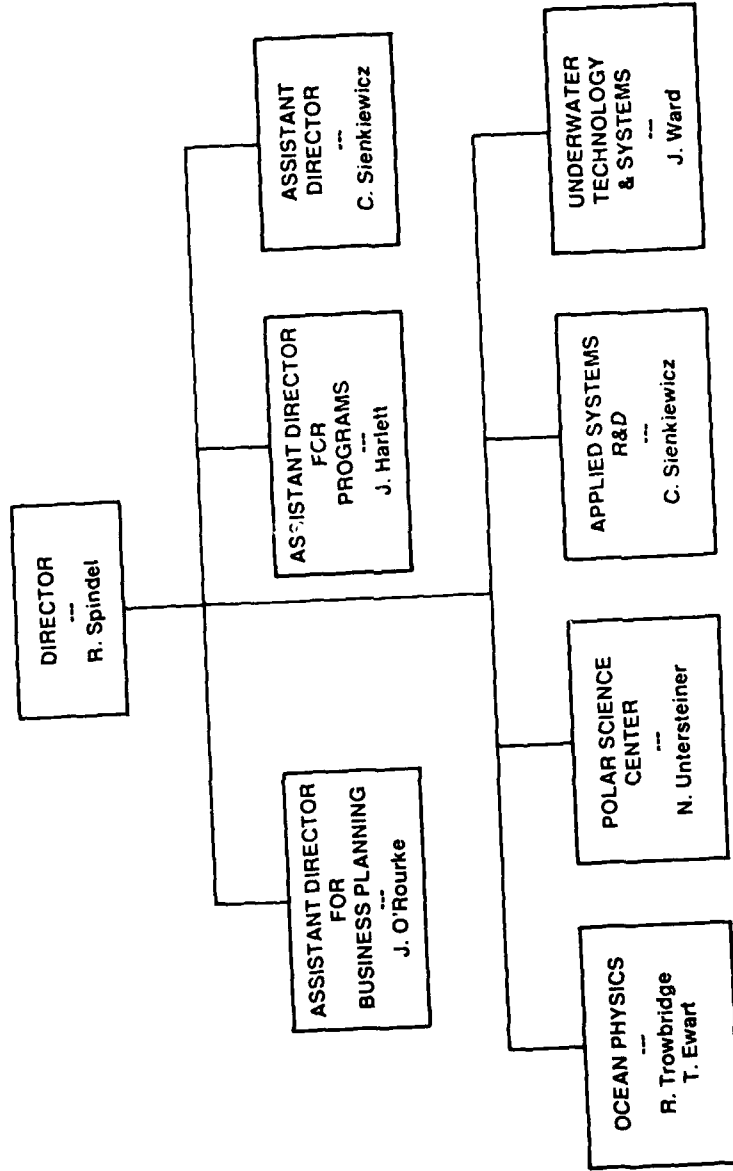 DIRECTOR
---
R. Spindel
ASSISTANT DIRECTOR
FOR
BUSINESS PLANNING
---
J. O'Rourke
ASSISTANT DIRECTOR
FCR
PROGRAMS
---
J. Harlett
ASSISTANT
DIRECTOR
---
C. Sienkiewicz
OCEAN PHYSICS
---
R. Trowbridge
T. Ewart
POLAR SCIENCE
CENTER
---
N. Untersteiner
APPLIED SYSTEMS
R&D
---
C. Sienkiewicz
UNDERWATER
TECHNOLOGY
& SYSTEMS
---
J. Ward